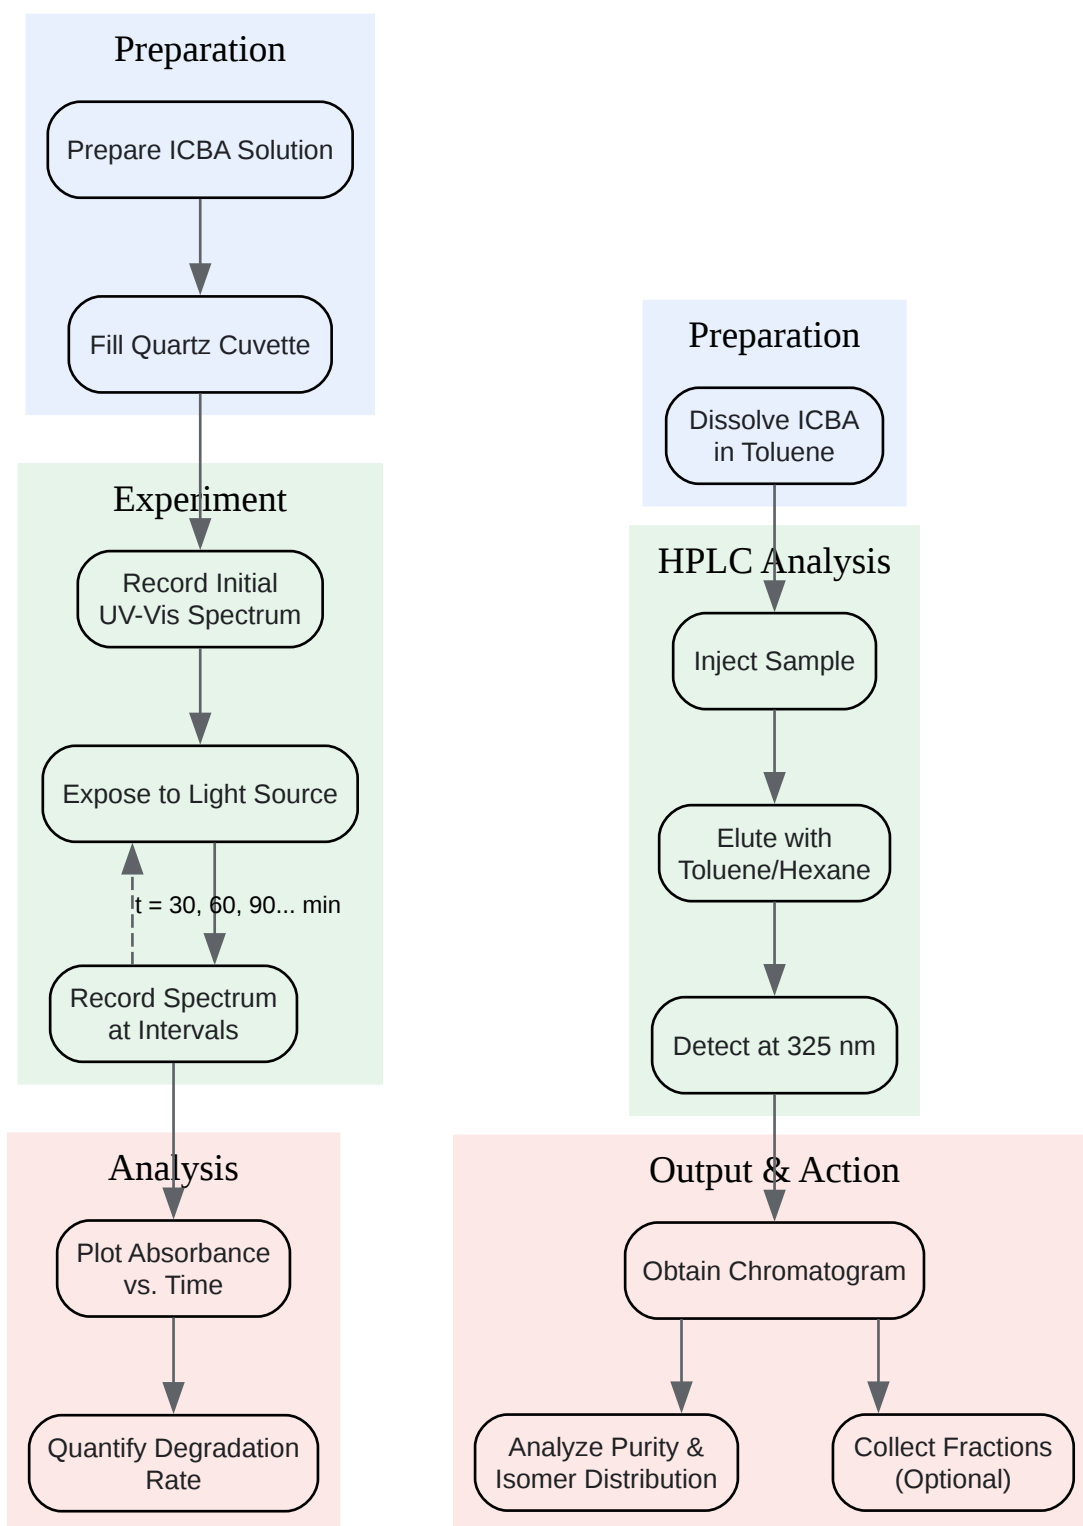 Preparation
Prepare ICBA Solution
Fill Quartz Cuvette
Experiment
Record Initial
UV-Vis Spectrum
Expose to Light Source
t = 30, 60, 90... min
Record Spectrum
at Intervals
Analysis
Plot Absorbance
vs. Time
Quantify Degradation
Rate
Preparation
Dissolve ICBA
in Toluene
HPLC Analysis
Inject Sample
Elute with
Toluene/Hexane
Detect at 325 nm
Output & Action
Obtain Chromatogram
Analyze Purity &
Isomer Distribution
Collect Fractions
(Optional)